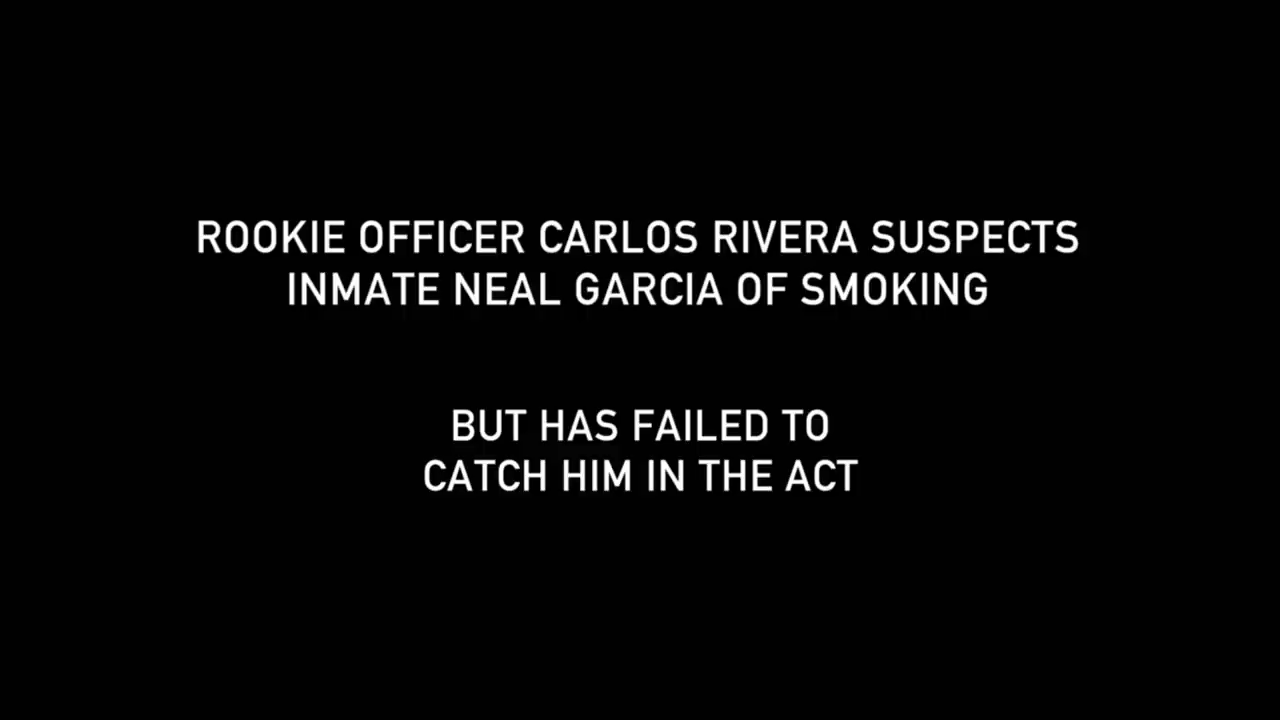 ROOKIE OFFICER CARLOS RIVERA SUSPECTS
INMATE NEAL GARCIA OF SMOKING
BUT HAS FAILED TO
CATCH HIM IN THE ACT